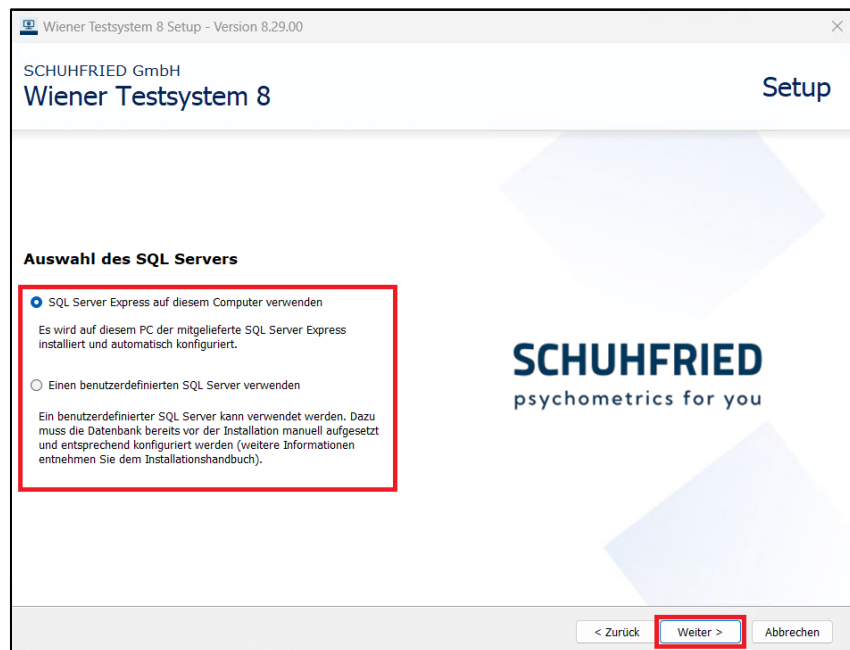 Wiener Testsystem 8 Setup - Version 8.29.00
SCHUHFRIED GmbH
Wiener Testsystem 8
Setup
Auswahl des SQL Servers
SQL Server Express auf diesem Computer verwenden
Es wird auf diesem PC der mitgelieferte SQL Server Express
installiert und automatisch konfiguriert.
Einen benutzerdefinierten SQL Server verwenden
Ein benutzerdefinierter SQL Server kann verwendet werden. Dazu
muss die Datenbank bereits vor der Installation manuell aufgesetzt
und entsprechend konfiguriert werden (weitere Informationen
entnehmen Sie dem Installationshandbuch).
SCHUHFRIED
psychometrics for you
< Zurück
Weiter >
Abbrechen